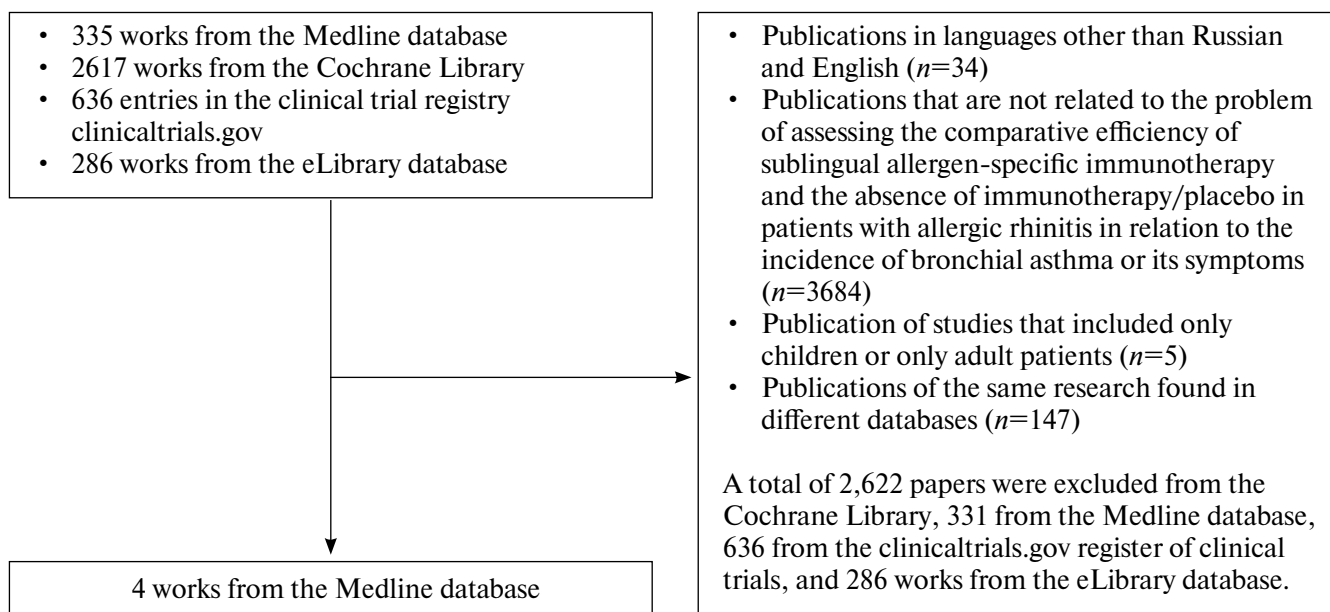 • 335 works from the Medline database
• 2617 works from the Cochrane Library
• 636 entries in the clinical trial registry
clinicaltrials.gov
• 286 works from the eLibrary database
• Publications in languages other than Russian
and English (n=34)
• Publications that are not related to the problem
of assessing the comparative efficiency of
sublingual allergen-specific immunotherapy
and the absence of immunotherapy/placebo in
patients with allergic rhinitis in relation to the
incidence of bronchial asthma or its symptoms
(n=3684)
• Publication of studies that included only
children or only adult patients (n=5)
• Publications of the same research found in
different databases (n=147)
A total of 2,622 papers were excluded from the
Cochrane Library, 331 from the Medline database,
636 from the clinicaltrials.gov register of clinical
trials, and 286 works from the eLibrary database.
4 works from the Medline database